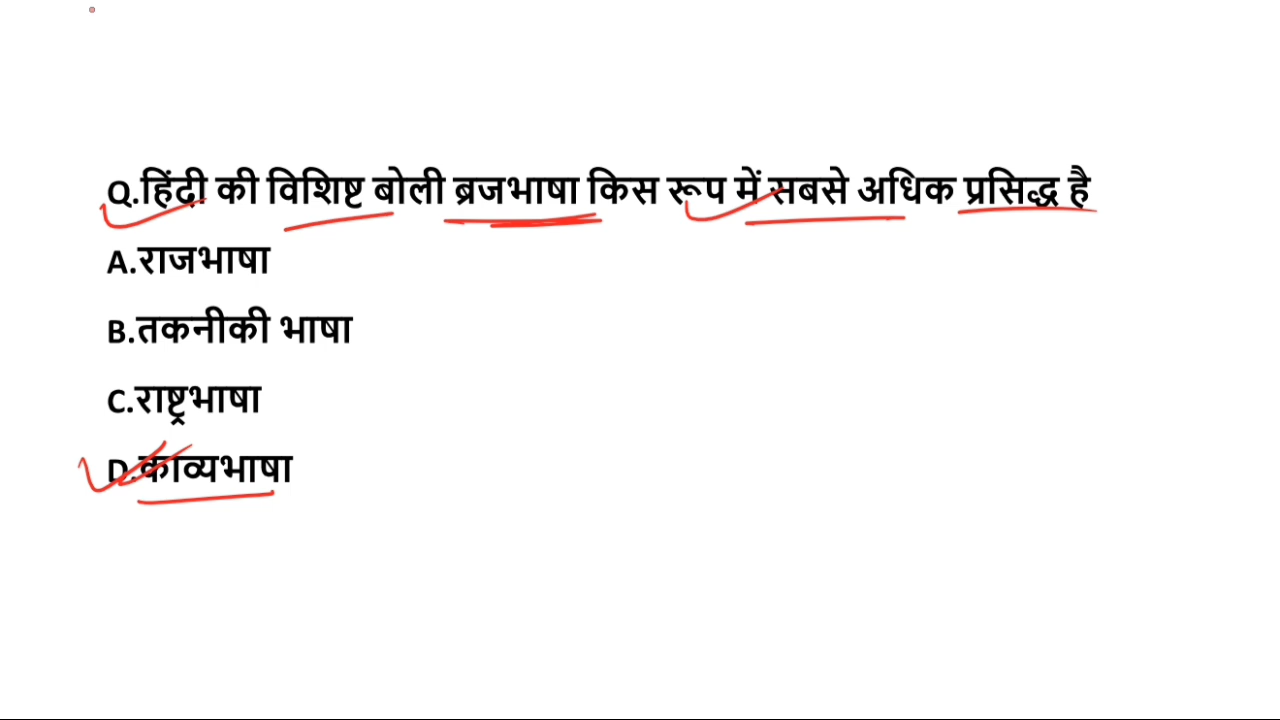 Q.हिंदी की विशिष्ट बोली ब्रजभाषा किस रूप में सबसे अधिक प्रसिद्ध है
A.राजभाषा
B.तकनीकी भाषा
C.राष्ट्रभाषा
D.काव्यभाषा